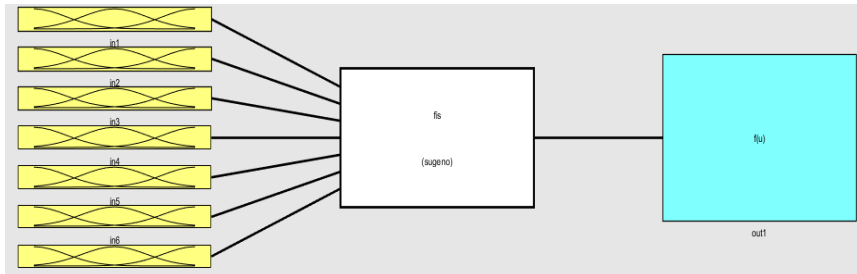 in1
in2
in3
in4
in5
in6
fis
(sugeno)
f(u)
out1